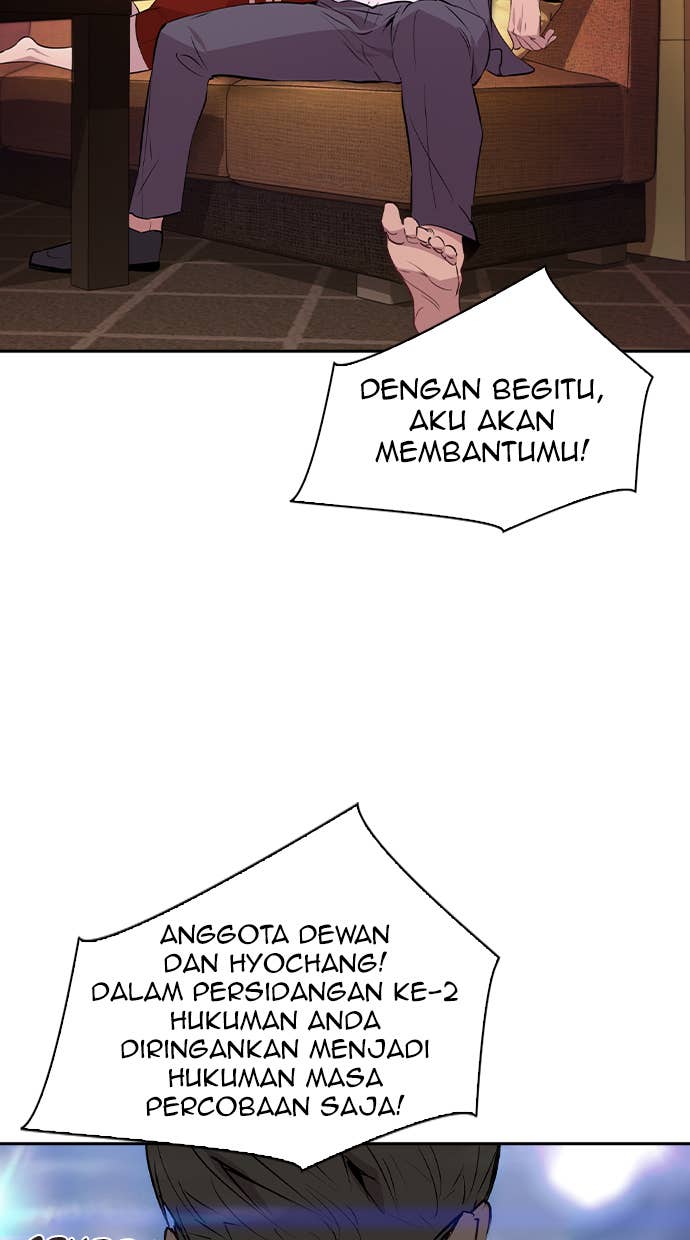 DENGAN BEGITU,
AKU AKAN
MEMBANTUMU!
ANGGOTA DEWAN
DAN HYOCHANG!
DALAM PERSIDANGAN KE-2
HUKUMAN ANDA
DIRINGANKAN MENJADI
HUKUMAN MASA
PERCOBAAN SAJA!